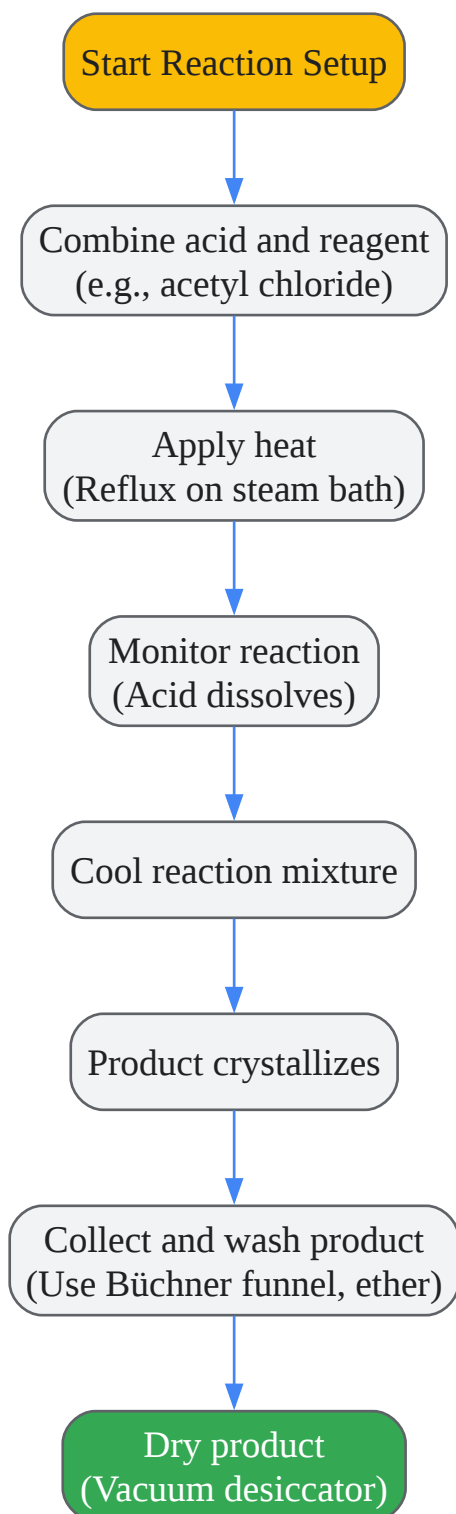 Start Reaction Setup
Combine acid and reagent
(e.g., acetyl chloride)
Apply heat
(Reflux on steam bath)
Monitor reaction
(Acid dissolves)
Cool reaction mixture
Product crystallizes
Collect and wash product
(Use Büchner funnel, ether)
Dry product
(Vacuum desiccator)